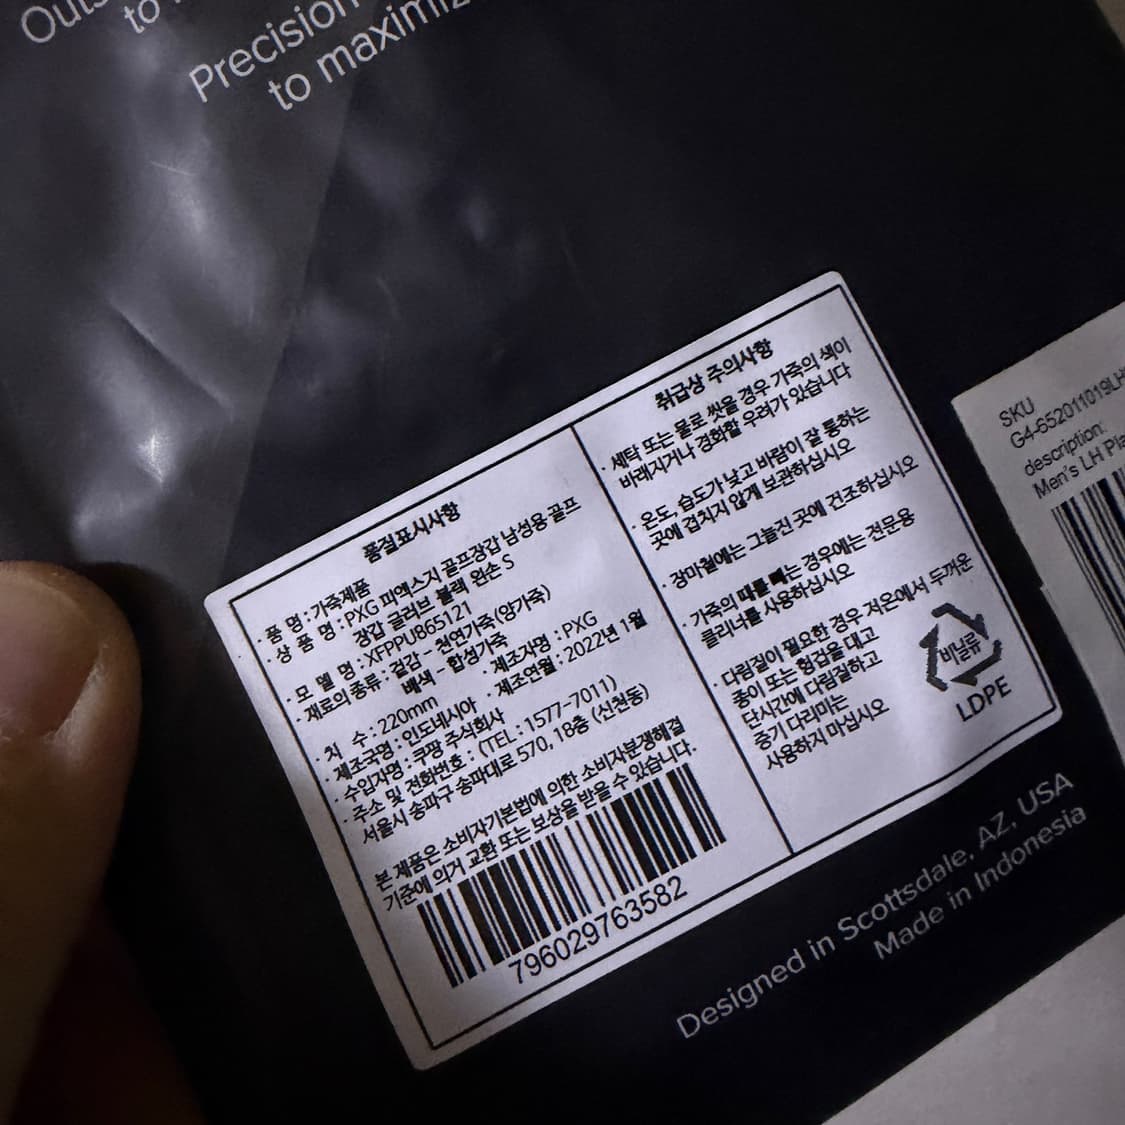 Outs
to
Precision
to maximiz
품질표시사항
· 품 명 : 가죽제품
· 상 품 명 : PXG 피엑스지 골프장갑 남성용 골프
장갑 글러브 블랙 왼손 S
· 모 델 명 : XFPPU865121
· 재료의 종류 : 겉감 - 천연가죽(양가죽)
배색 - 합성가죽
· 치 수 : 220mm · 제조자명 : PXG
· 제조국명 : 인도네시아 · 제조연월 : 2022년 1월
· 수입자명 : 쿠팡 주식회사
· 주소 및 전화번호 : (TEL : 1577-7011)
서울시 송파구 송파대로 570, 18층 (신천동)
본 제품은 소비자기본법에 의한 소비자분쟁해결
기준에 의거 교환 또는 보상을 받을 수 있습니다.
796029763582
취급상 주의사항
· 세탁 또는 물로 씻을 경우 가죽의 색이
바래지거나 경화할 우려가 있습니다
· 온도, 습도가 낮고 바람이 잘 통하는
곳에 겹치지 않게 보관하십시오
· 장마철에는 그늘진 곳에 건조하십시오
· 가죽의 때를 빼는 경우에는 전문용
클리너를 사용하십시오
· 다림질이 필요한 경우 저온에서 두꺼운
종이 또는 헝겊을 대고
단시간에 다림질하고
증기 다리미는
사용하지 마십시오
비닐류
LDPE
SKU
G4-652011019LH
description:
Men's LH Pla
Designed in Scottsdale, AZ, USA
Made in Indonesia